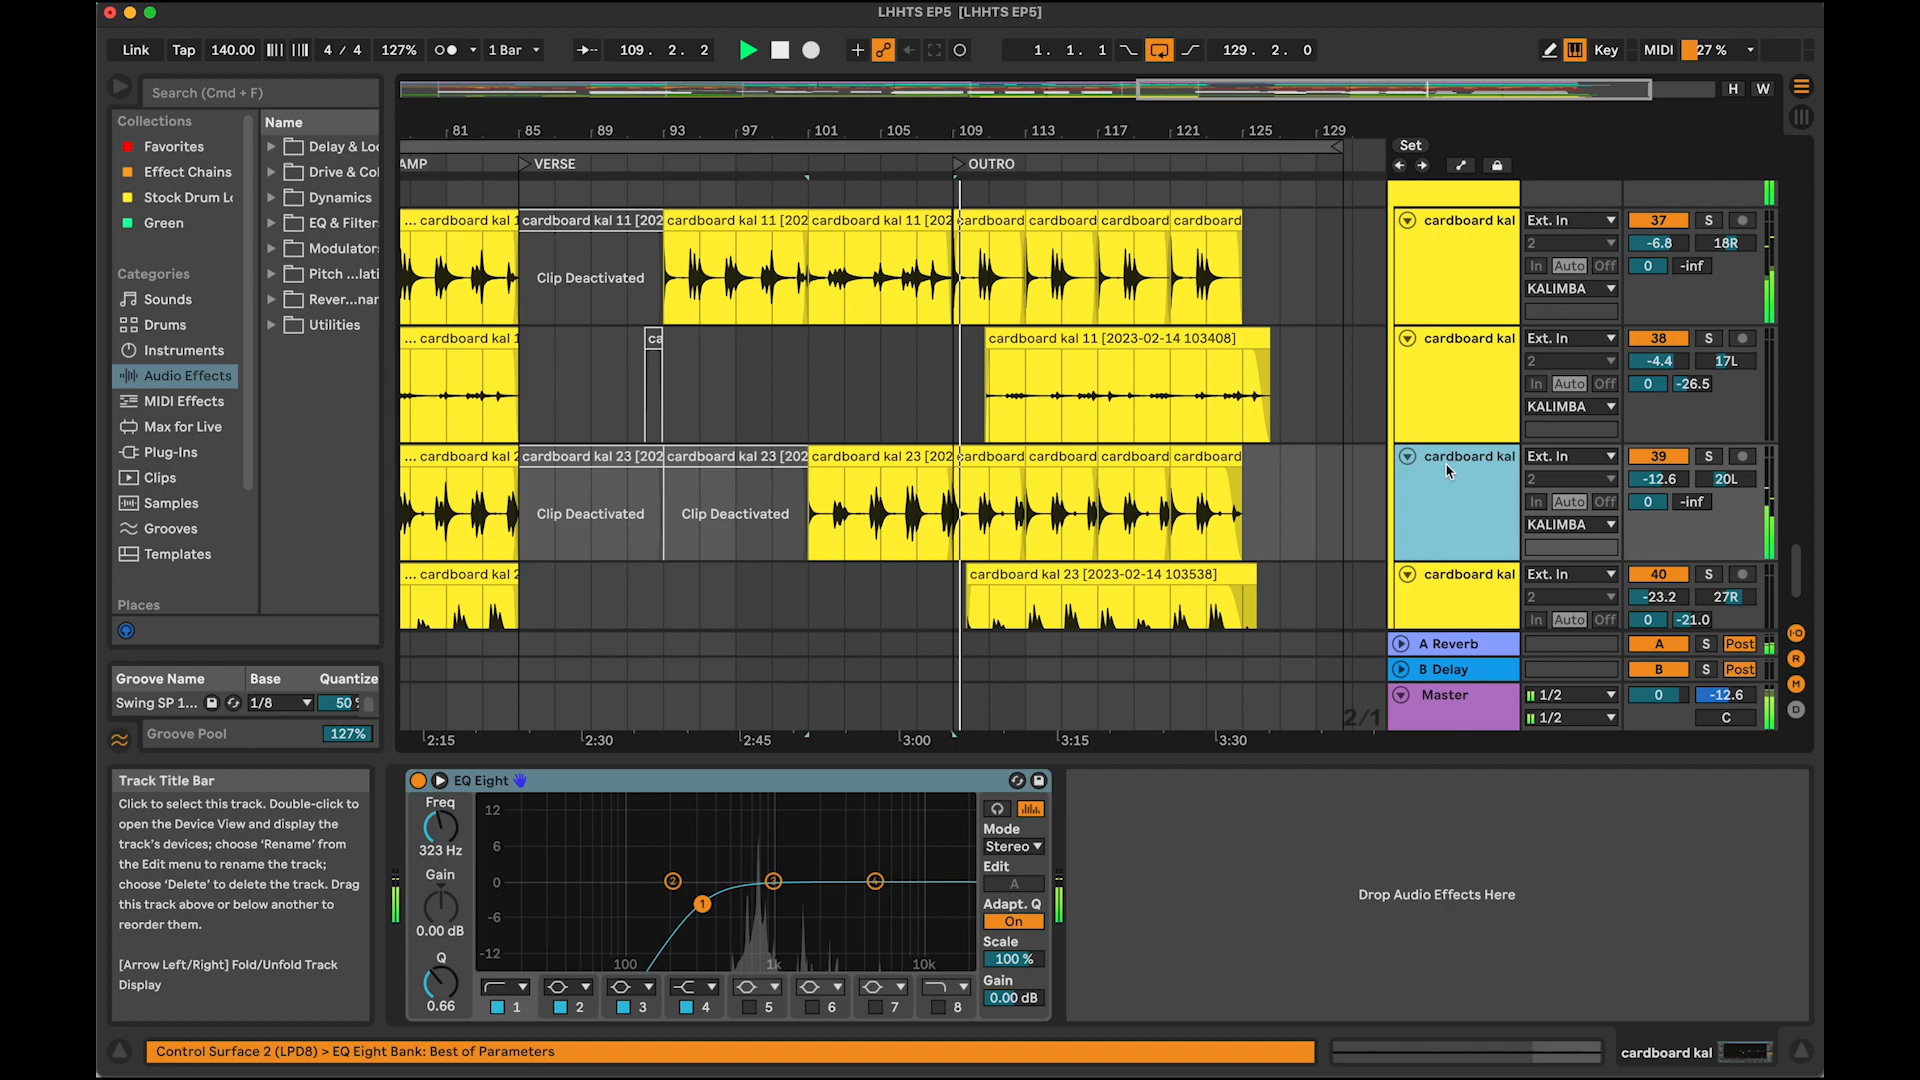 LHHTS EP5 [LHHTS EP5]
Link Tap 140.00 4 / 4 127% 1 Bar 109. 2. 2 1. 1. 1 129. 2. 0 Key MIDI 27 %
Search (Cmd + F)
H W
Collections
Favorites
Effect Chains
Stock Drum Lo
Green
Categories
Sounds
Drums
Instruments
Audio Effects
MIDI Effects
Max for Live
Plug-Ins
Clips
Samples
Grooves
Templates
Places
Name
Delay & Loo
Drive & Col
Dynamics
EQ & Filters
Modulators
Pitch ...lati
Rever...nan
Utilities
Groove Name Base Quantize
Swing SP 1... 1/8 50
Groove Pool 127%
81 85 89 93 97 101 105 109 113 117 121 125 129
Set
AMP VERSE OUTRO
... cardboard kal 1 cardboard kal 11 [202 cardboard kal 11 [202 cardboard kal 11 [202 cardboard cardboard cardboard cardboard
Clip Deactivated
cardboard kal Ext. In 37 S
2 -6.8 18R
In Auto Off 0 -inf
KALIMBA
... cardboard kal 1 ca cardboard kal 11 [2023-02-14 103408]
cardboard kal Ext. In 38 S
2 -4.4 17L
In Auto Off 0 -26.5
KALIMBA
... cardboard kal 2 cardboard kal 23 [202 cardboard kal 23 [202 cardboard kal 23 [202 cardboard cardboard cardboard cardboard
Clip Deactivated Clip Deactivated
cardboard kal Ext. In 39 S
2 -12.6 20L
In Auto Off 0 -inf
KALIMBA
... cardboard kal 2 cardboard kal 23 [2023-02-14 103538]
cardboard kal Ext. In 40 S
2 -23.2 27R
In Auto Off 0 -21.0
A Reverb A S Post
B Delay B S Post
Master 1/2 0 -12.6
1/2 C
2/1
I·O
R
M
D
2:15 2:30 2:45 3:00 3:15 3:30
Track Title Bar
Click to select this track. Double-click to
open the Device View and display the
track's devices; choose 'Rename' from
the Edit menu to rename the track;
choose 'Delete' to delete the track. Drag
this track above or below another to
reorder them.
[Arrow Left/Right] Fold/Unfold Track
Display
EQ Eight
Freq
323 Hz
Gain
0.00 dB
Q
0.66
12
6
0
-6
-12
100 1k 10k
1 2 3 4
1 2 3 4 5 6 7 8
Mode
Stereo
Edit
A
Adapt. Q
On
Scale
100 %
Gain
0.00 dB
Drop Audio Effects Here
Control Surface 2 (LPD8) > EQ Eight Bank: Best of Parameters
cardboard kal